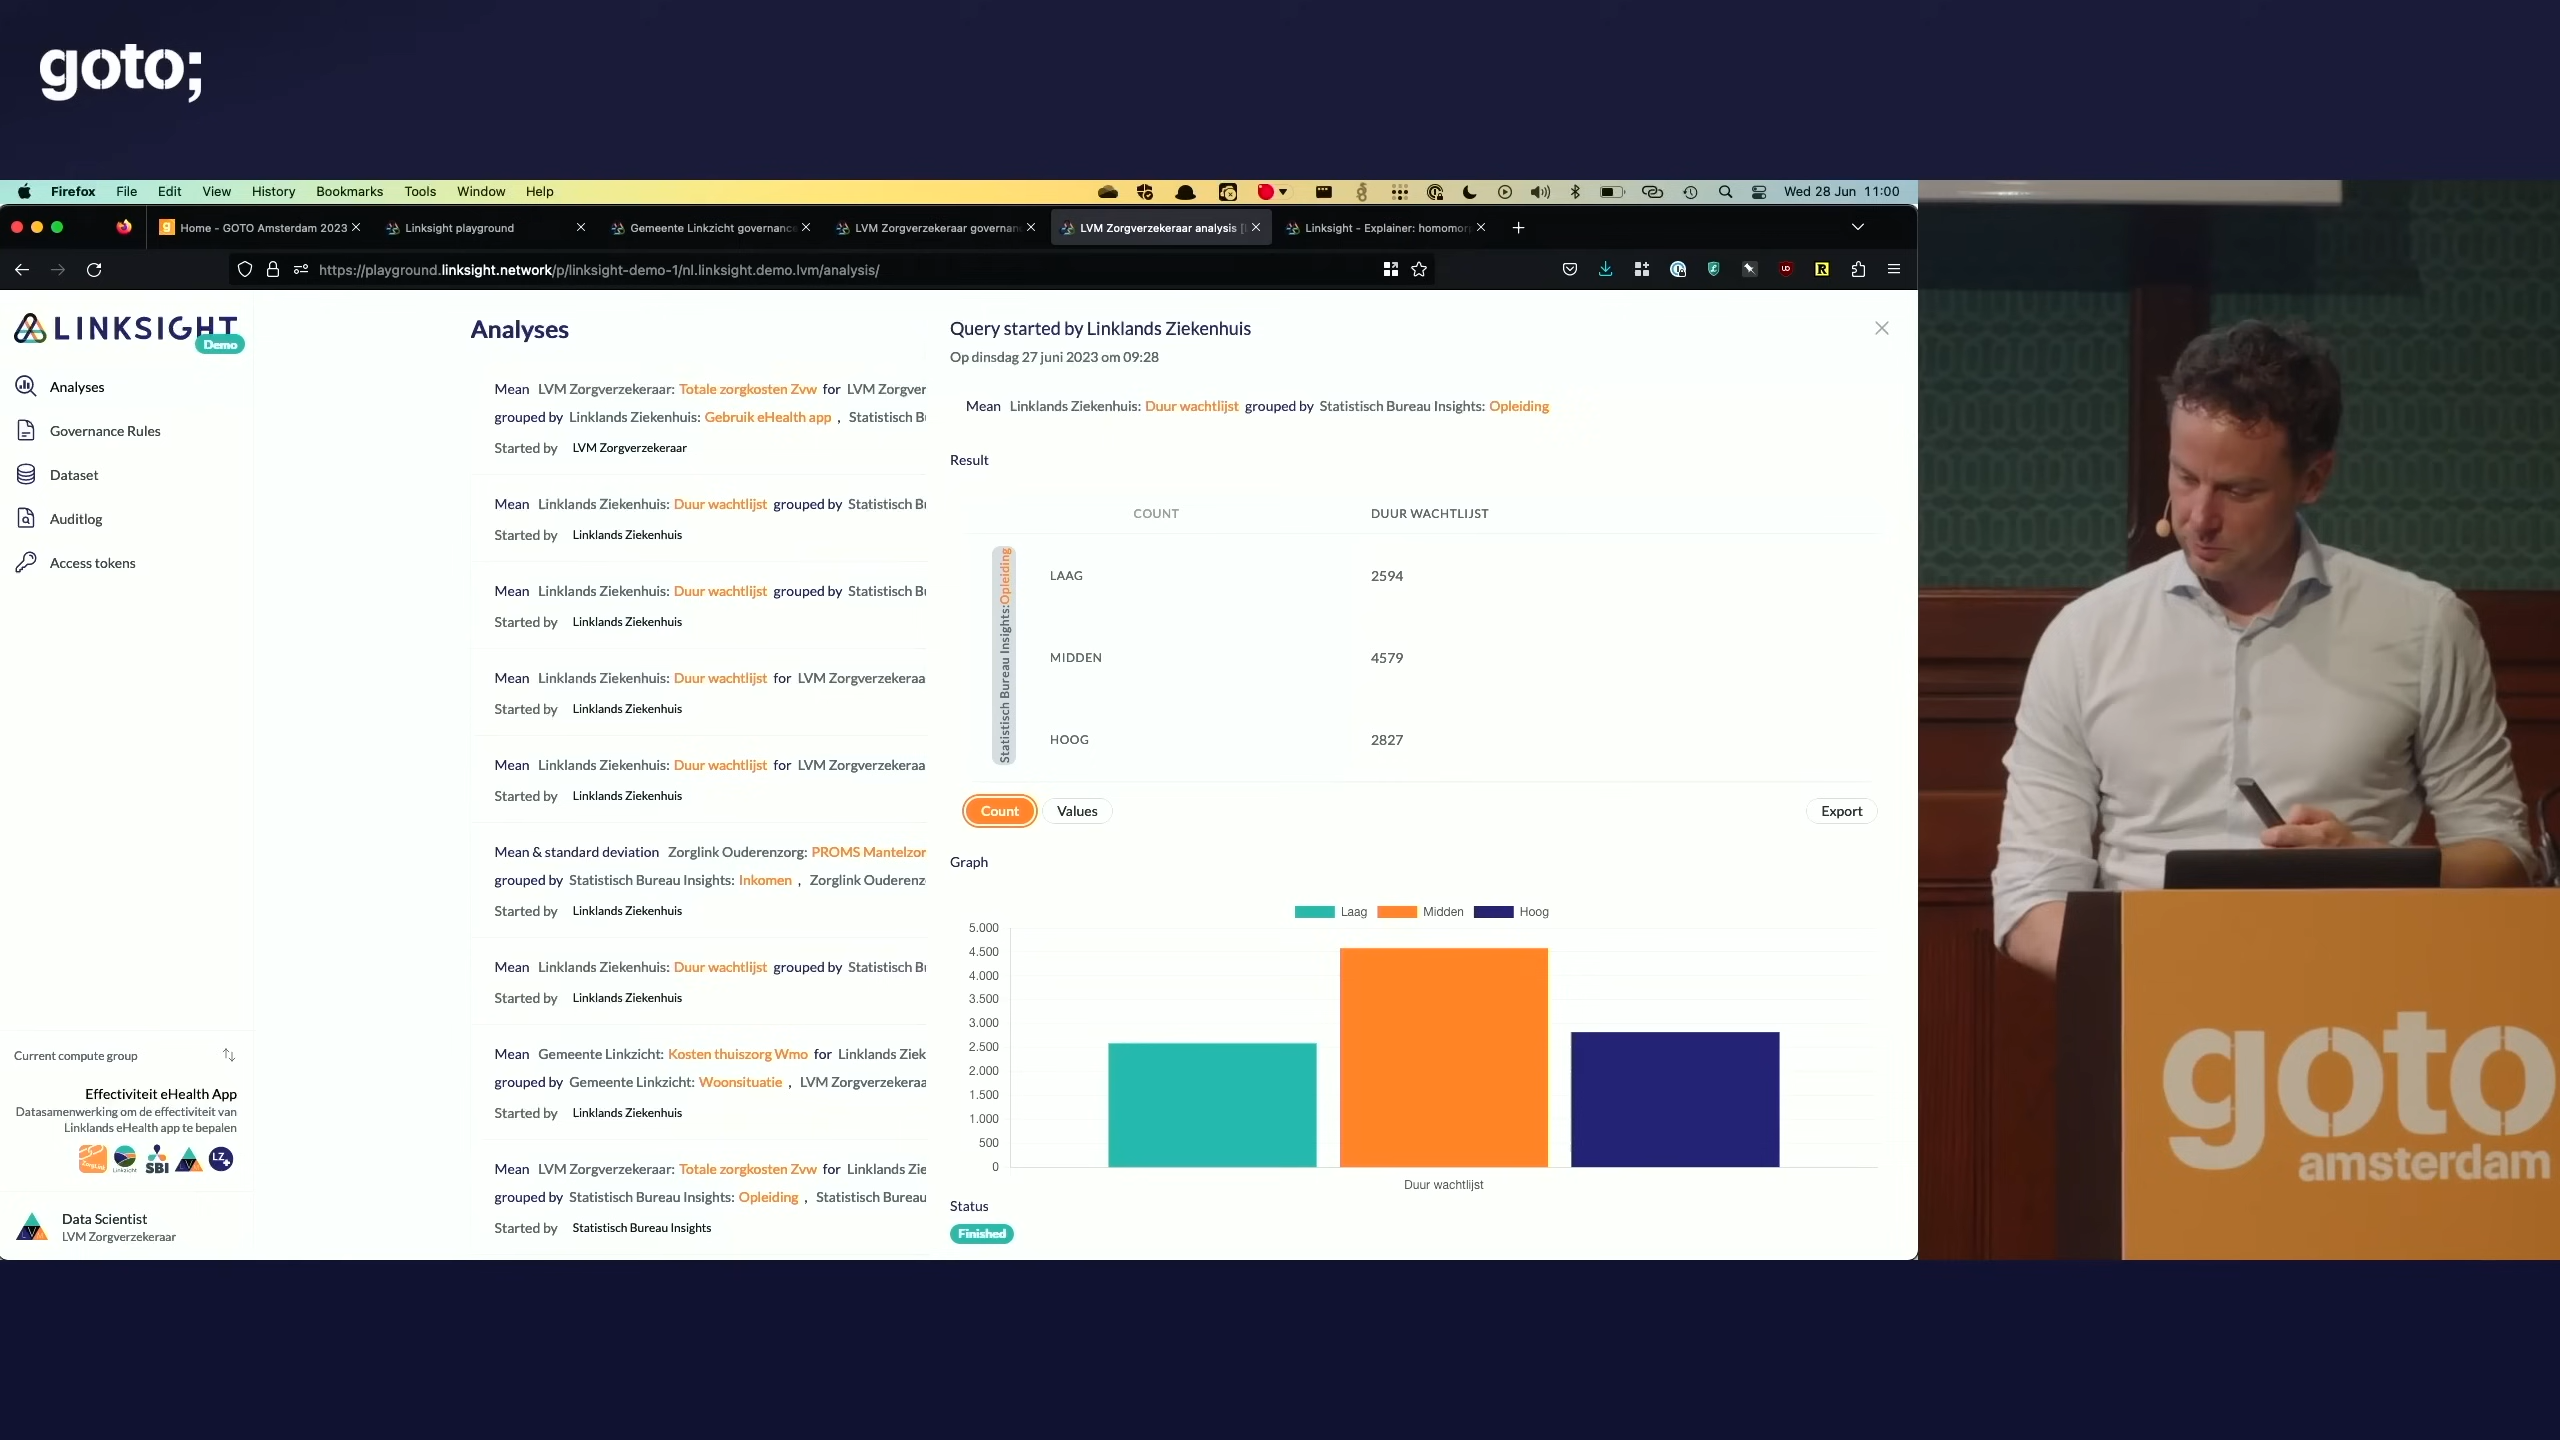 goto;
Firefox File Edit View History Bookmarks Tools Window Help
Wed 28 Jun 11:00
Home - GOTO Amsterdam 2023
Linksight playground
Gemeente Linkzicht governance
LVM Zorgverzekeraar governan
LVM Zorgverzekeraar analysis
Linksight - Explainer: homomor
https://playground.linksight.network/p/linksight-demo-1/nl.linksight.demo.lvm/analysis/
LINKSIGHT
Demo
Analyses
Governance Rules
Dataset
Auditlog
Access tokens
Current compute group
Effectiviteit eHealth App
Datasamenwerking om de effectiviteit van
Linklands eHealth app te bepalen
SBI
LZ+
Data Scientist
LVM Zorgverzekeraar
Analyses
Mean LVM Zorgverzekeraar: Totale zorgkosten Zvw for LVM Zorgver
grouped by Linklands Ziekenhuis: Gebruik eHealth app , Statistisch B
Started by LVM Zorgverzekeraar
Mean Linklands Ziekenhuis: Duur wachtlijst grouped by Statistisch B
Started by Linklands Ziekenhuis
Mean Linklands Ziekenhuis: Duur wachtlijst grouped by Statistisch B
Started by Linklands Ziekenhuis
Mean Linklands Ziekenhuis: Duur wachtlijst for LVM Zorgverzekeraa
Started by Linklands Ziekenhuis
Mean Linklands Ziekenhuis: Duur wachtlijst for LVM Zorgverzekeraa
Started by Linklands Ziekenhuis
Mean & standard deviation Zorglink Ouderenzorg: PROMS Mantelzor
grouped by Statistisch Bureau Insights: Inkomen , Zorglink Ouderenz
Started by Linklands Ziekenhuis
Mean Linklands Ziekenhuis: Duur wachtlijst grouped by Statistisch B
Started by Linklands Ziekenhuis
Mean Gemeente Linkzicht: Kosten thuiszorg Wmo for Linklands Ziek
grouped by Gemeente Linkzicht: Woonsituatie , LVM Zorgverzekeraa
Started by Linklands Ziekenhuis
Mean LVM Zorgverzekeraar: Totale zorgkosten Zvw for Linklands Zie
grouped by Statistisch Bureau Insights: Opleiding , Statistisch Bureau
Started by Statistisch Bureau Insights
Query started by Linklands Ziekenhuis
Op dinsdag 27 juni 2023 om 09:28
Mean Linklands Ziekenhuis: Duur wachtlijst grouped by Statistisch Bureau Insights: Opleiding
Result
COUNT DUUR WACHTLIJST
Statistisch Bureau Insights:Opleiding
LAAG 2594
MIDDEN 4579
HOOG 2827
Count Values Export
Graph
Laag Midden Hoog
5.000
4.500
4.000
3.500
3.000
2.500
2.000
1.500
1.000
500
0
Duur wachtlijst
Status
Finished
goto
amsterdam